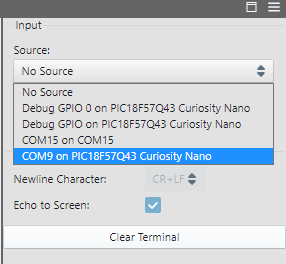 Input
Source:
No Source
No Source
Debug GPIO 0 on PIC18F57Q43 Curiosity Nano
Debug GPIO on PIC18F57Q43 Curiosity Nano
COM15 on COM15
COM9 on PIC18F57Q43 Curiosity Nano
Newline Character: CR+LF
Echo to Screen:
Clear Terminal